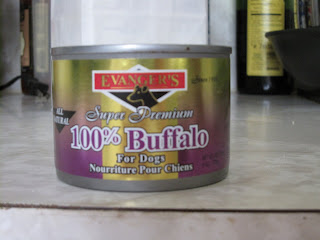 EVANGER'S
ALL
NATURAL
Super Premium
100% Buffalo
For Dogs
Nourriture Pour Chiens